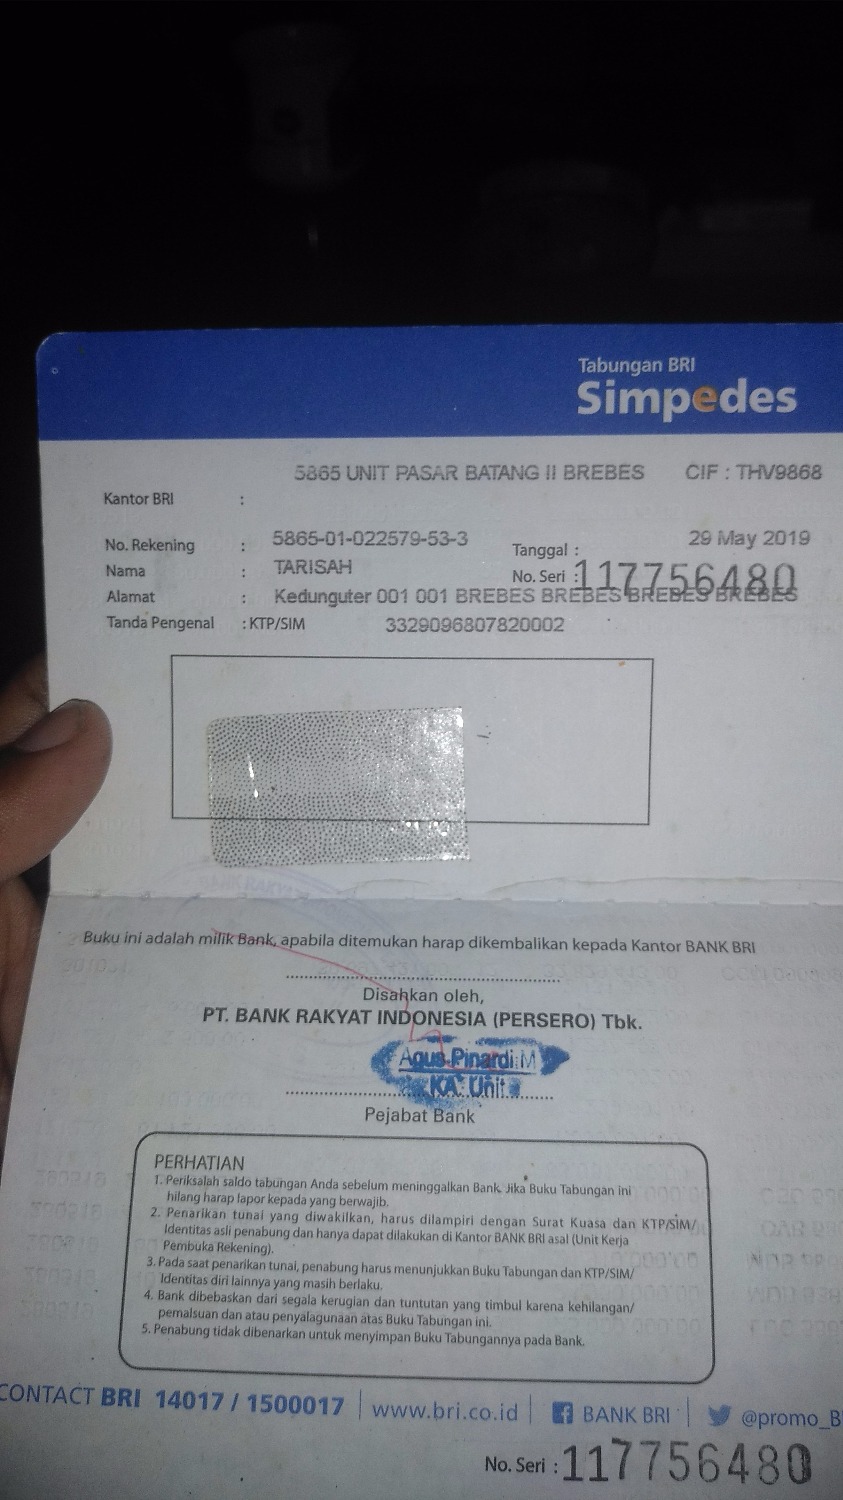 Tabungan BRI
Simpedes
5865 UNIT PASAR BATANG II BREBES CIF : THV9868
Kantor BRI :
No. Rekening : 5865-01-022579-53-3 Tanggal : 29 May 2019
Nama : TARISAH No. Seri : 117756480
Alamat : Kedunguter 001 001 BREBES BREBES BREBES BREBES
Tanda Pengenal : KTP/SIM 3329096807820002
Buku ini adalah milik Bank, apabila ditemukan harap dikembalikan kepada Kantor BANK BRI
Disahkan oleh,
PT. BANK RAKYAT INDONESIA (PERSERO) Tbk.
Agus Pinardi M
KA. Unit
Pejabat Bank
PERHATIAN
1. Periksalah saldo tabungan Anda sebelum meninggalkan Bank. Jika Buku Tabungan ini
hilang harap lapor kepada yang berwajib.
2. Penarikan tunai yang diwakilkan, harus dilampiri dengan Surat Kuasa dan KTP/SIM/
Identitas asli penabung dan hanya dapat dilakukan di Kantor BANK BRI asal (Unit Kerja
Pembuka Rekening).
3. Pada saat penarikan tunai, penabung harus menunjukkan Buku Tabungan dan KTP/SIM/
Identitas diri lainnya yang masih berlaku.
4. Bank dibebaskan dari segala kerugian dan tuntutan yang timbul karena kehilangan/
pemalsuan dan atau penyalagunaan atas Buku Tabungan ini.
5. Penabung tidak dibenarkan untuk menyimpan Buku Tabungannya pada Bank.
CONTACT BRI 14017 / 1500017 | www.bri.co.id | BANK BRI | @promo_B
No. Seri : 117756480